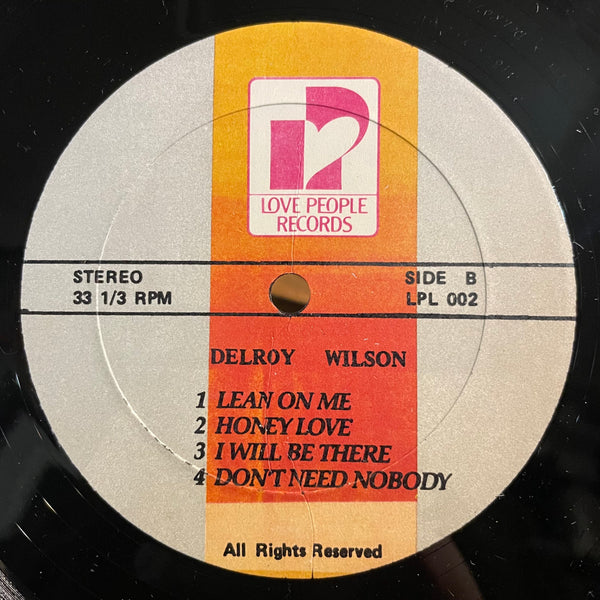 LOVE PEOPLE
RECORDS
STEREO
33 1/3 RPM
SIDE B
LPL 002
DELROY WILSON
1 LEAN ON ME
2 HONEY LOVE
3 I WILL BE THERE
4 DON'T NEED NOBODY
All Rights Reserved